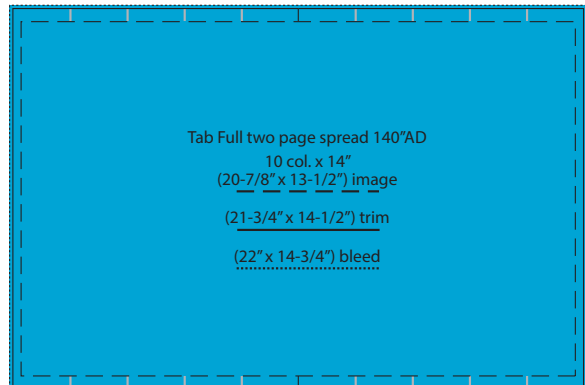 Tab Full two page spread 140”AD
10 col. x 14”
(20-7/8” x 13-1/2”) image
(21-3/4” x 14-1/2”) trim
(22” x 14-3/4”) bleed